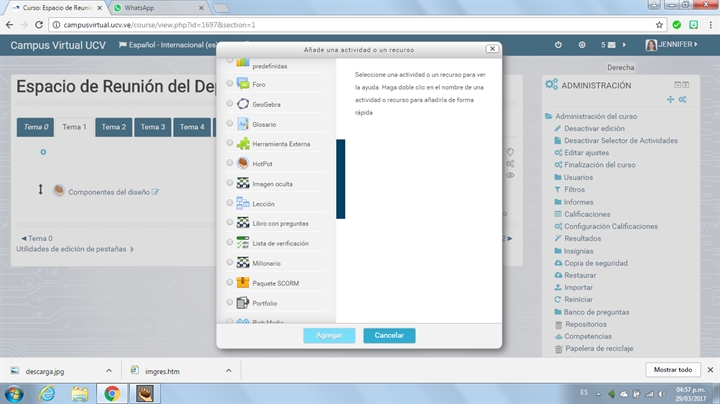 Curso: Espacio de Reunió
WhatsApp
campusvirtual.uc.ve/course/view.php?id=1697&section=1
Campus Virtual UCV
Español - Internacional (es
5
JENNIFER
Añade una actividad o un recurso
Derecha
Espacio de Reunión del Dep
Tema 0
Tema 1
Tema 2
Tema 3
Tema 4
Componentes del diseño
◄Tema 0
Utilidades de edición de pestañas
predefinidas
Foro
GeoGebra
Glosario
Herramienta Externa
HotPot
Imagen oculta
Lección
Libro con preguntas
Lista de verificación
Millonario
Paquete SCORM
Portfolio
Seleccione una actividad o un recurso para ver
la ayuda. Haga doble clic en el nombre de una
actividad o recurso para añadirla de forma
rápida
Agregar
Cancelar
ADMINISTRACIÓN
Administración del curso
Desactivar edición
Desactivar Selector de Actividades
Editar ajustes
Finalización del curso
Usuarios
Filtros
Informes
Calificaciones
Configuración Calificaciones
Resultados
Insignias
Copia de seguridad
Restaurar
Importar
Reiniciar
Banco de preguntas
Repositorios
Competencias
Papelera de reciclaje
descarga.jpg
imgres.htm
Mostrar todo
ES
04:57 p.m.
29/03/2017